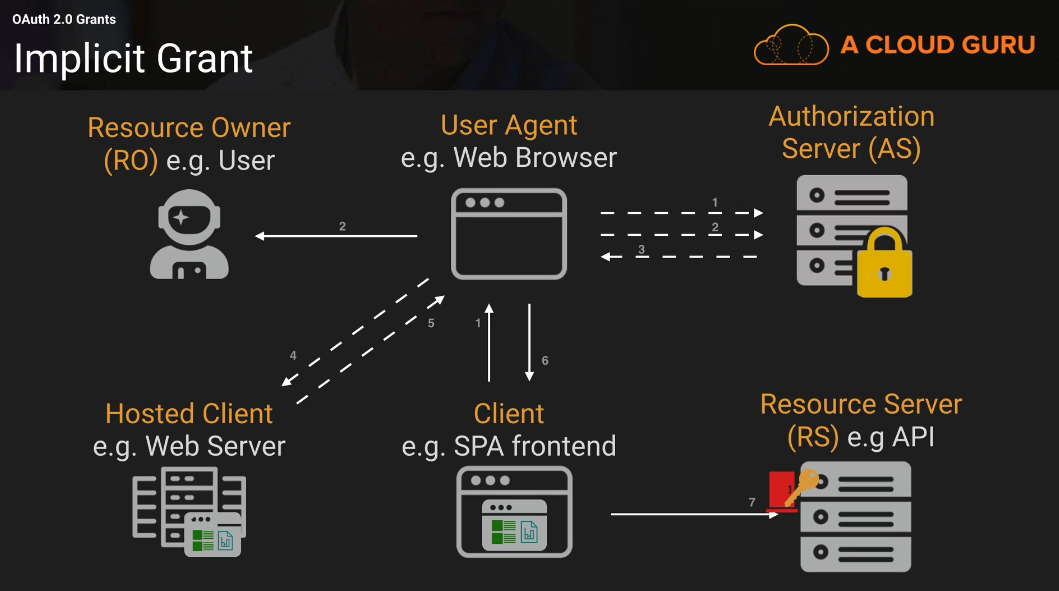 OAuth 2.0 Grants
Implicit Grant
A CLOUD GURU
Resource Owner
(RO) e.g. User
User Agent
e.g. Web Browser
Authorization
Server (AS)
1
2
2
3
4
5
1
6
Hosted Client
e.g. Web Server
Client
e.g. SPA frontend
Resource Server
(RS) e.g API
7